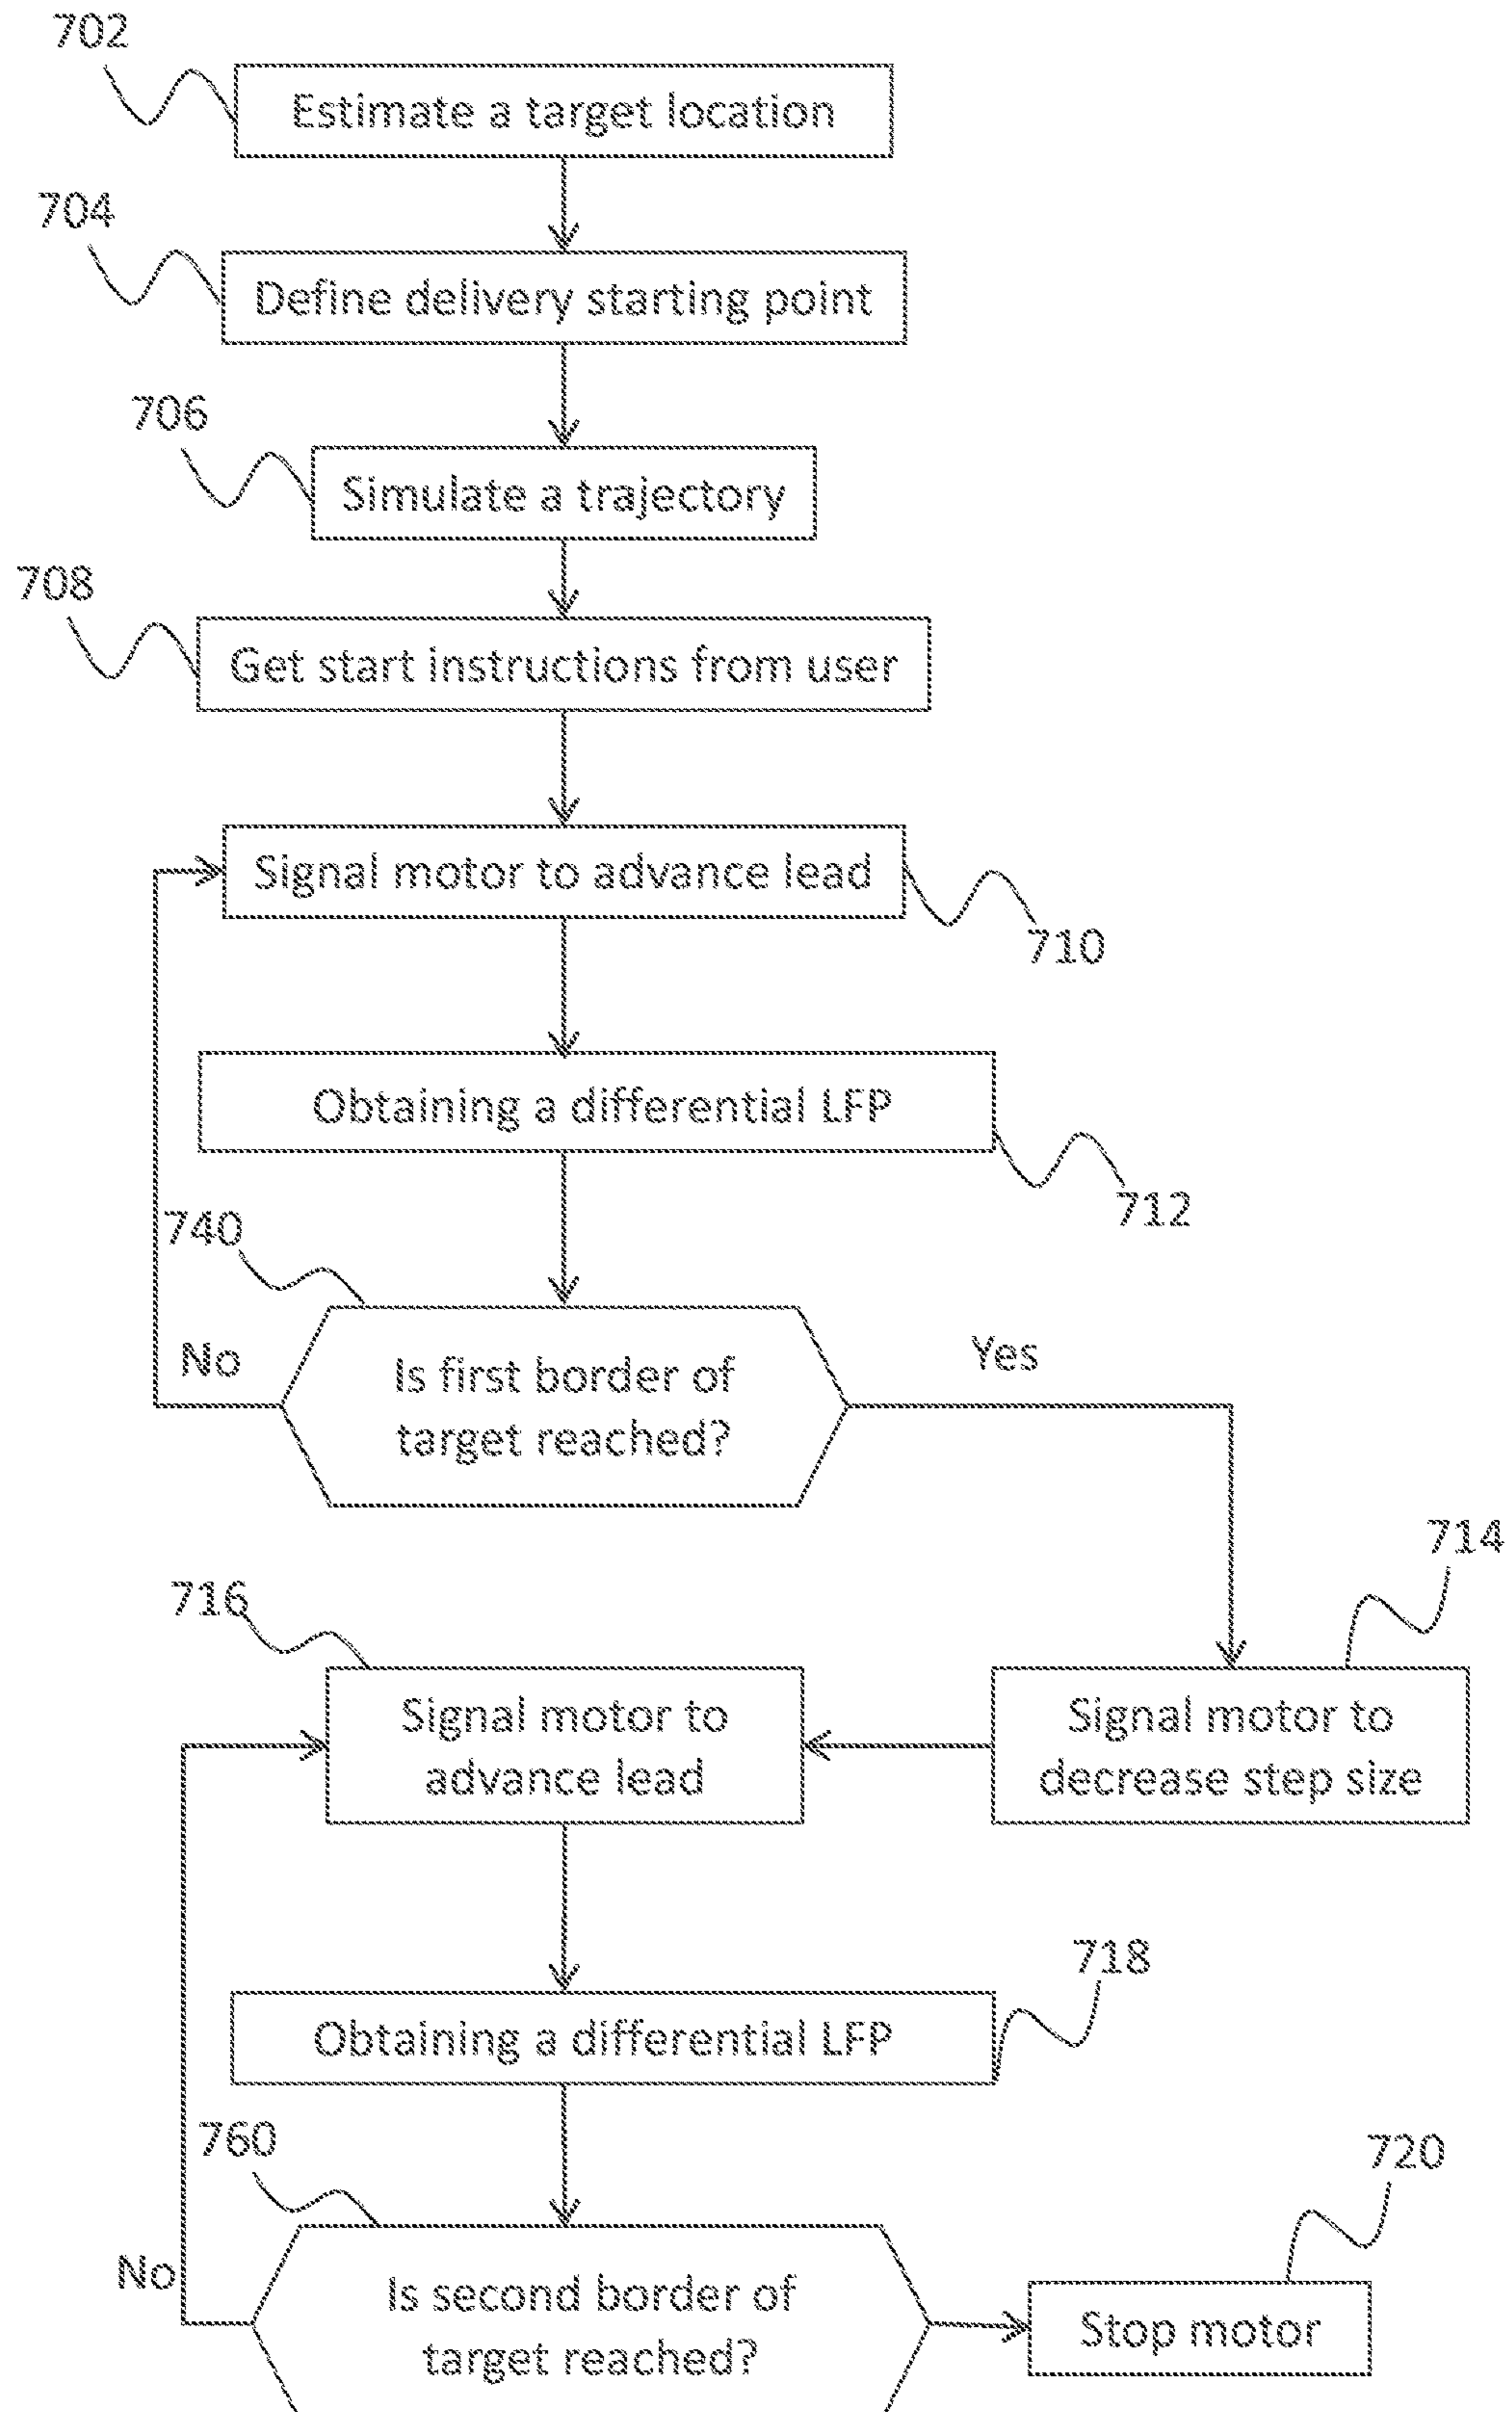 702
Estimate a target location
704
Define delivery starting point
706
Simulate a trajectory
708
Get start instructions from user
Signal motor to advance lead
710
Obtaining a differential LFP
712
740
No
Yes
Is first border of
target reached?
714
716
Signal motor to
advance lead
Signal motor to
decrease step size
718
Obtaining a differential LFP
760
720
No
Is second border of
target reached?
Stop motor